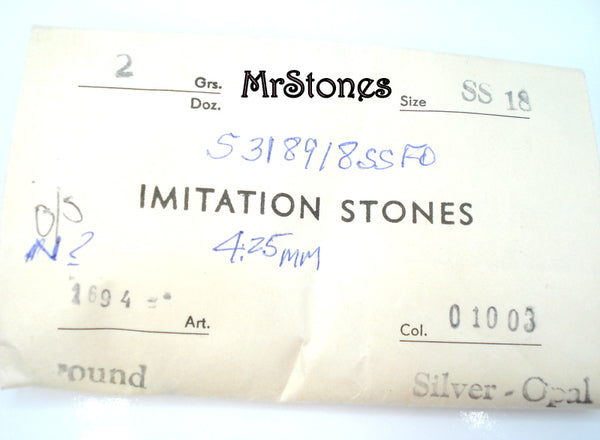 2 Grs. MrStones Size SS 18
Doz.
53189/8SSFO
IMITATION STONES
B/S
N?
4.25mm
1694 Art.
Col. 01003
round
Silver - Opal